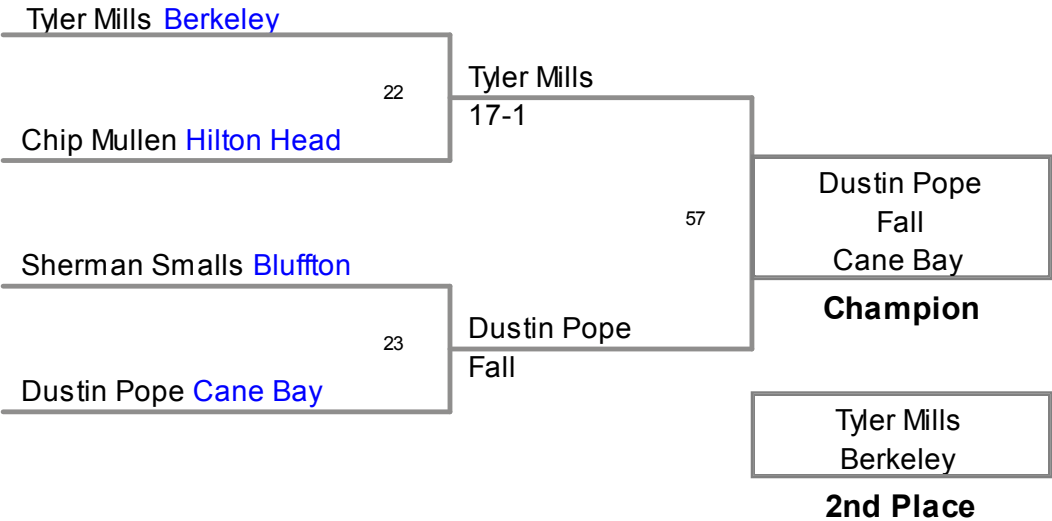 Tyler Mills Berkeley
22
Chip Mullen Hilton Head
Tyler Mills
17-1
Sherman Smalls Bluffton
23
Dustin Pope Cane Bay
Dustin Pope
Fall
57
Dustin Pope
Fall
Cane Bay
Champion
Tyler Mills
Berkeley
2nd Place